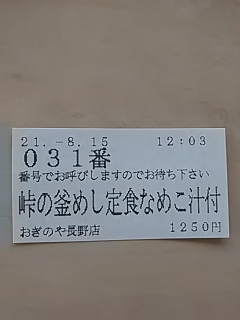 21.-8.15 12:03
031番
番号でお呼びしますのでお待ち下さい
峠の釜めし定食なめこ汁付
おぎのや長野店 1250円